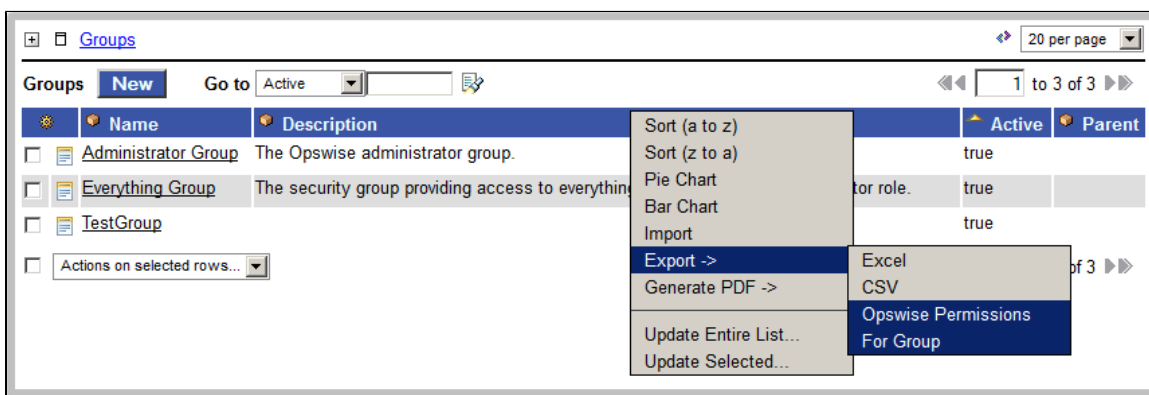 Groups
20 per page
Groups New Go to Active 1 to 3 of 3
Name Description Active Parent
Administrator Group The Opswise administrator group. true
Everything Group The security group providing access to everything tor role. true
TestGroup true
Actions on selected rows... of 3
Sort (a to z)
Sort (z to a)
Pie Chart
Bar Chart
Import
Export ->
Generate PDF ->
Update Entire List...
Update Selected...
Excel
CSV
Opswise Permissions
For Group